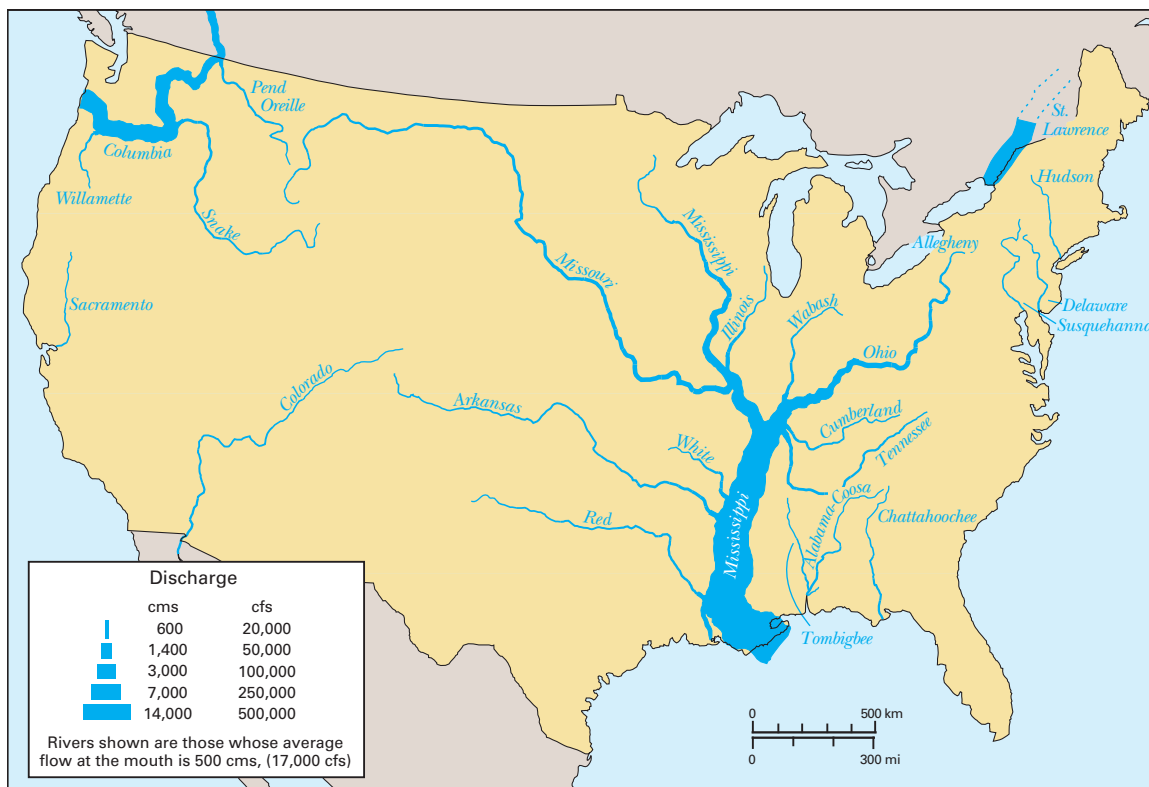 Pend
Oreille
Columbia
Willamette
Snake
Sacramento
Missouri
Mississippi
Illinois
Wabash
Ohio
Allegheny
St.
Lawrence
Hudson
Delaware
Susquehanna
Colorado
Arkansas
White
Red
Mississippi
Cumberland
Tennessee
Alabama-Coosa
Chattahoochee
Tombigbee
Discharge
cms cfs
600 20,000
1,400 50,000
3,000 100,000
7,000 250,000
14,000 500,000
Rivers shown are those whose average
flow at the mouth is 500 cms, (17,000 cfs)
0 500 km
0 300 mi